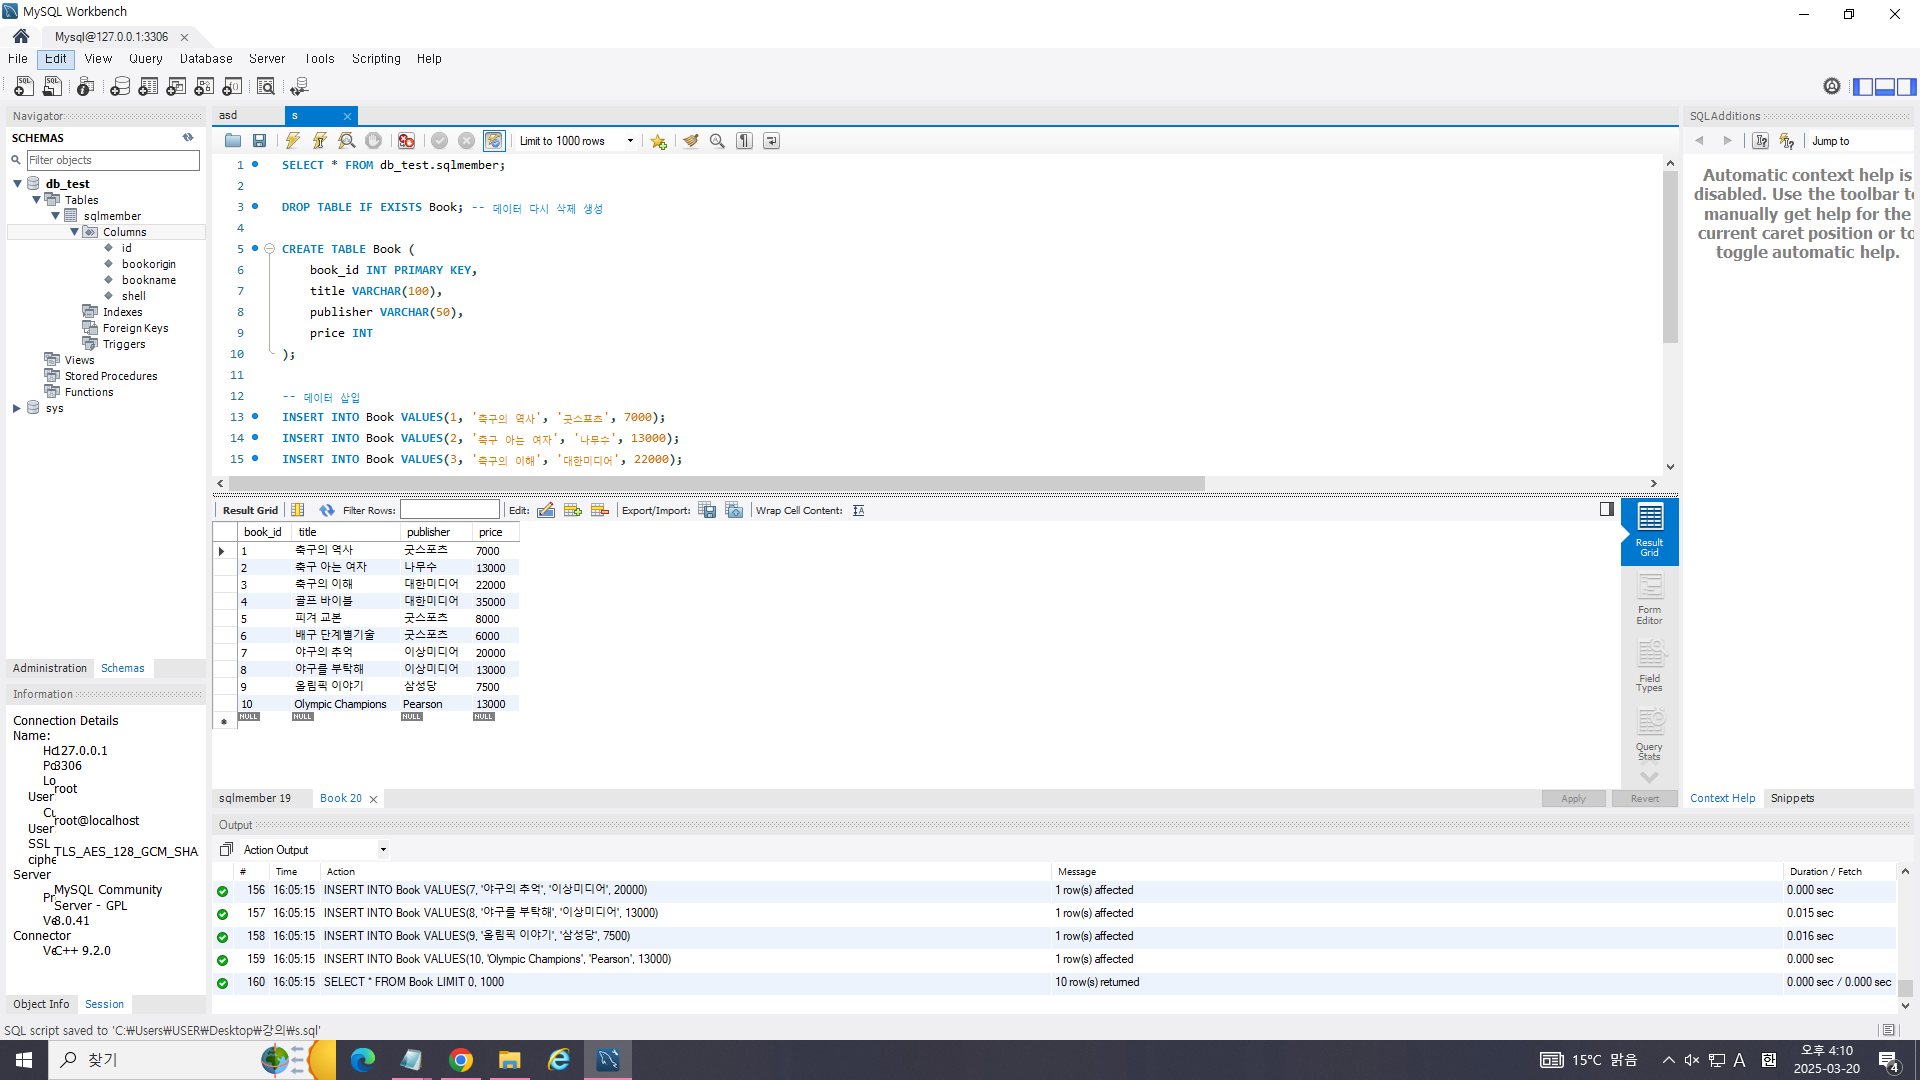 MySQL Workbench
Mysql@127.0.0.1:3306
File Edit View Query Database Server Tools Scripting Help
Navigator
SCHEMAS
Filter objects
db_test
Tables
sqlmember
Columns
id
bookorigin
bookname
shell
Indexes
Foreign Keys
Triggers
Views
Stored Procedures
Functions
sys
Administration Schemas
Information
Connection Details
Name:
127.0.0.1
3306
root
User
root@localhost
User
SSL
TLS_AES_128_GCM_SHA
ciphe
Server
MySQL Community
Server - GPL
8.0.41
Connector
C++ 9.2.0
Object Info Session
asd s
Limit to 1000 rows
1 SELECT * FROM db_test.sqlmember;
2
3 DROP TABLE IF EXISTS Book; -- 데이터 다시 삭제 생성
4
5 CREATE TABLE Book (
6 book_id INT PRIMARY KEY,
7 title VARCHAR(100),
8 publisher VARCHAR(50),
9 price INT
10 );
11
12 -- 데이터 삽입
13 INSERT INTO Book VALUES(1, '축구의 역사', '굿스포츠', 7000);
14 INSERT INTO Book VALUES(2, '축구 아는 여자', '나무수', 13000);
15 INSERT INTO Book VALUES(3, '축구의 이해', '대한미디어', 22000);
Result Grid Filter Rows: Edit: Export/Import: Wrap Cell Content:
book_id title publisher price
1 축구의 역사 굿스포츠 7000
2 축구 아는 여자 나무수 13000
3 축구의 이해 대한미디어 22000
4 골프 바이블 대한미디어 35000
5 피겨 교본 굿스포츠 8000
6 배구 단계별기술 굿스포츠 6000
7 야구의 추억 이상미디어 20000
8 야구를 부탁해 이상미디어 13000
9 올림픽 이야기 삼성당 7500
10 Olympic Champions Pearson 13000
NULL NULL NULL NULL
Result
Grid
Form
Editor
Field
Types
Query
Stats
sqlmember 19 Book 20
Apply Revert
Output
Action Output
# Time Action Message Duration / Fetch
156 16:05:15 INSERT INTO Book VALUES(7, '야구의 추억', '이상미디어', 20000) 1 row(s) affected 0.000 sec
157 16:05:15 INSERT INTO Book VALUES(8, '야구를 부탁해', '이상미디어', 13000) 1 row(s) affected 0.015 sec
158 16:05:15 INSERT INTO Book VALUES(9, '올림픽 이야기', '삼성당', 7500) 1 row(s) affected 0.016 sec
159 16:05:15 INSERT INTO Book VALUES(10, 'Olympic Champions', 'Pearson', 13000) 1 row(s) affected 0.000 sec
160 16:05:15 SELECT * FROM Book LIMIT 0, 1000 10 row(s) returned 0.000 sec / 0.000 sec
SQLAdditions
Jump to
Automatic context help is
disabled. Use the toolbar to
manually get help for the
current caret position or to
toggle automatic help.
Context Help Snippets
SQL script saved to 'C:₩Users₩USER₩Desktop₩강의₩s.sql'
찾기
15°C 맑음
A
한
오후 4:10
2025-03-20
4